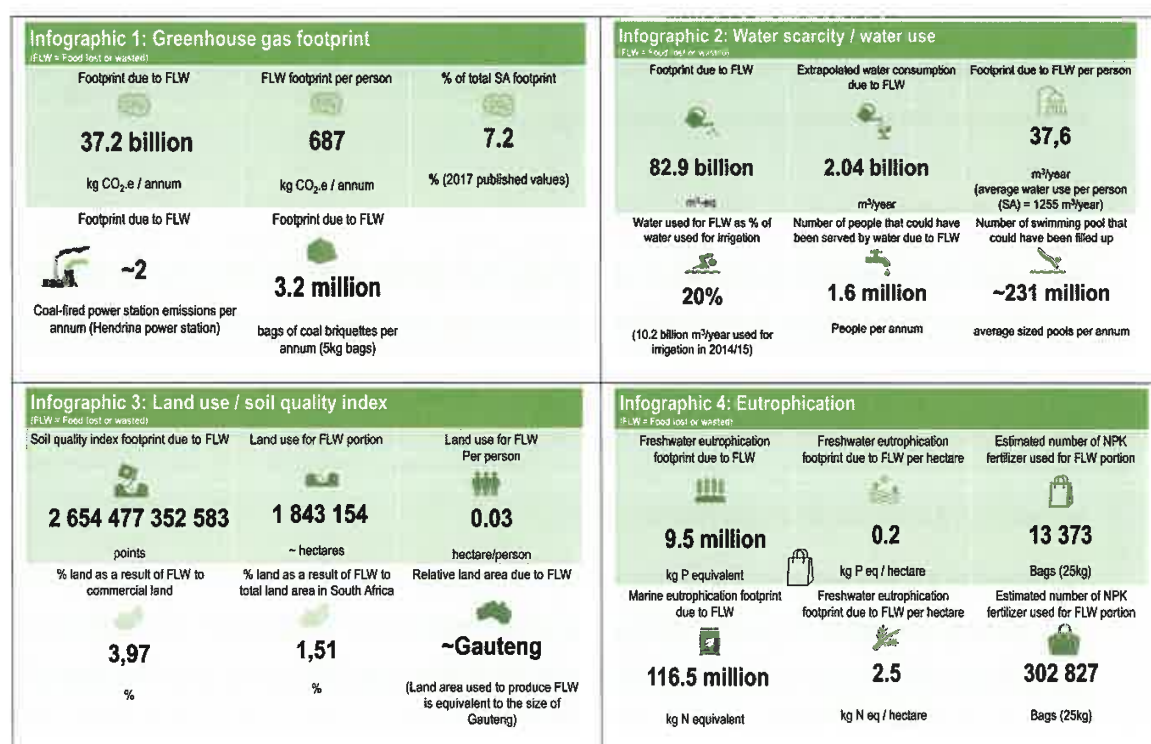 Infographic 1: Greenhouse gas footprint
(FLW = Food lost or wasted)
Footprint due to FLW
37.2 billion
kg CO₂.e / annum
FLW footprint per person
687
kg CO₂.e / annum
% of total SA footprint
7.2
% (2017 published values)
Footprint due to FLW
~2
Coal-fired power station emissions per
annum (Hendrina power station)
Footprint due to FLW
3.2 million
bags of coal briquettes per
annum (5kg bags)
Infographic 2: Water scarcity / water use
(FLW = Food lost or wasted)
Footprint due to FLW
82.9 billion
m³-eq
Extrapolated water consumption
due to FLW
2.04 billion
m³/year
Footprint due to FLW per person
37,6
m³/year
(average water use per person
(SA) = 1255 m³/year)
Water used for FLW as % of
water used for irrigation
20%
(10.2 billion m³/year used for
irrigation in 2014/15)
Number of people that could have
been served by water due to FLW
1.6 million
People per annum
Number of swimming pool that
could have been filled up
~231 million
average sized pools per annum
Infographic 3: Land use / soil quality index
(FLW = Food lost or wasted)
Soil quality index footprint due to FLW
2 654 477 352 583
points
Land use for FLW portion
1 843 154
~ hectares
Land use for FLW
Per person
0.03
hectare/person
% land as a result of FLW to
commercial land
3,97
%
% land as a result of FLW to
total land area in South Africa
1,51
%
Relative land area due to FLW
~Gauteng
(Land area used to produce FLW
is equivalent to the size of
Gauteng)
Infographic 4: Eutrophication
(FLW = Food lost or wasted)
Freshwater eutrophication
footprint due to FLW
9.5 million
kg P equivalent
Freshwater eutrophication
footprint due to FLW per hectare
0.2
kg P eq / hectare
Estimated number of NPK
fertilizer used for FLW portion
13 373
Bags (25kg)
Marine eutrophication footprint
due to FLW
116.5 million
kg N equivalent
Freshwater eutrophication
footprint due to FLW per hectare
2.5
kg N eq / hectare
Estimated number of NPK
fertilizer used for FLW portion
302 827
Bags (25kg)